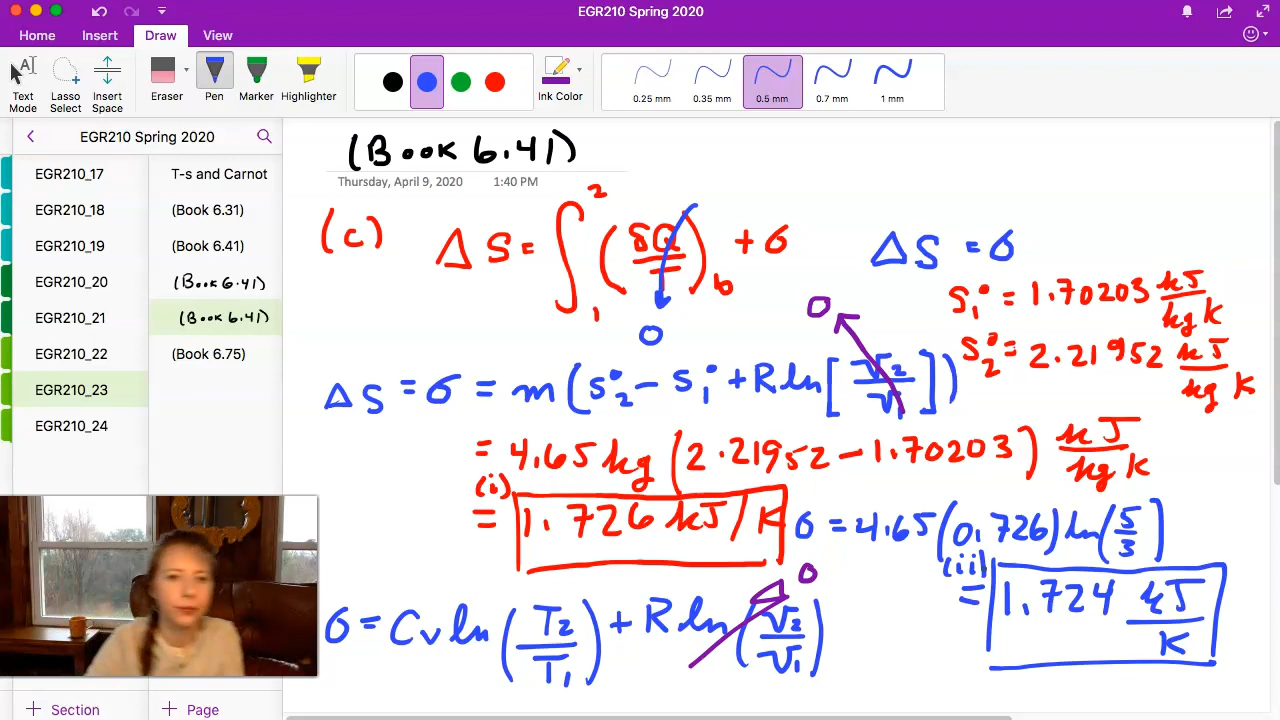 EGR210 Spring 2020
Home Insert Draw View
Text Mode
Lasso Select
Insert Space
Eraser
Pen
Marker
Highlighter
Ink Color
0.25 mm
0.35 mm
0.5 mm
0.7 mm
1 mm
EGR210 Spring 2020
EGR210_17
EGR210_18
EGR210_19
EGR210_20
EGR210_21
EGR210_22
EGR210_23
EGR210_24
T-s and Carnot
(Book 6.31)
(Book 6.41)
(Book 6.41)
(Book 6.41)
(Book 6.75)
+ Section
+ Page
(Book 6.41)
Thursday, April 9, 2020 1:40 PM
(c) ΔS = ∫₁² (δQ/T)b + σ
0
ΔS = σ
S₁° = 1.70203 kJ/kg K
S₂° = 2.21952 kJ/kg K
0
ΔS = σ = m(S₂° - S₁° + R ln[V₂/V₁])
= 4.65 kg (2.21952 - 1.70203) kJ/kg K
(i) = 1.726 kJ/K
σ = 4.65(0.726) ln(5/3)
(ii) = 1.724 kJ/K
σ = Cv ln(T₂/T₁) + R ln(V₂/V₁)
0